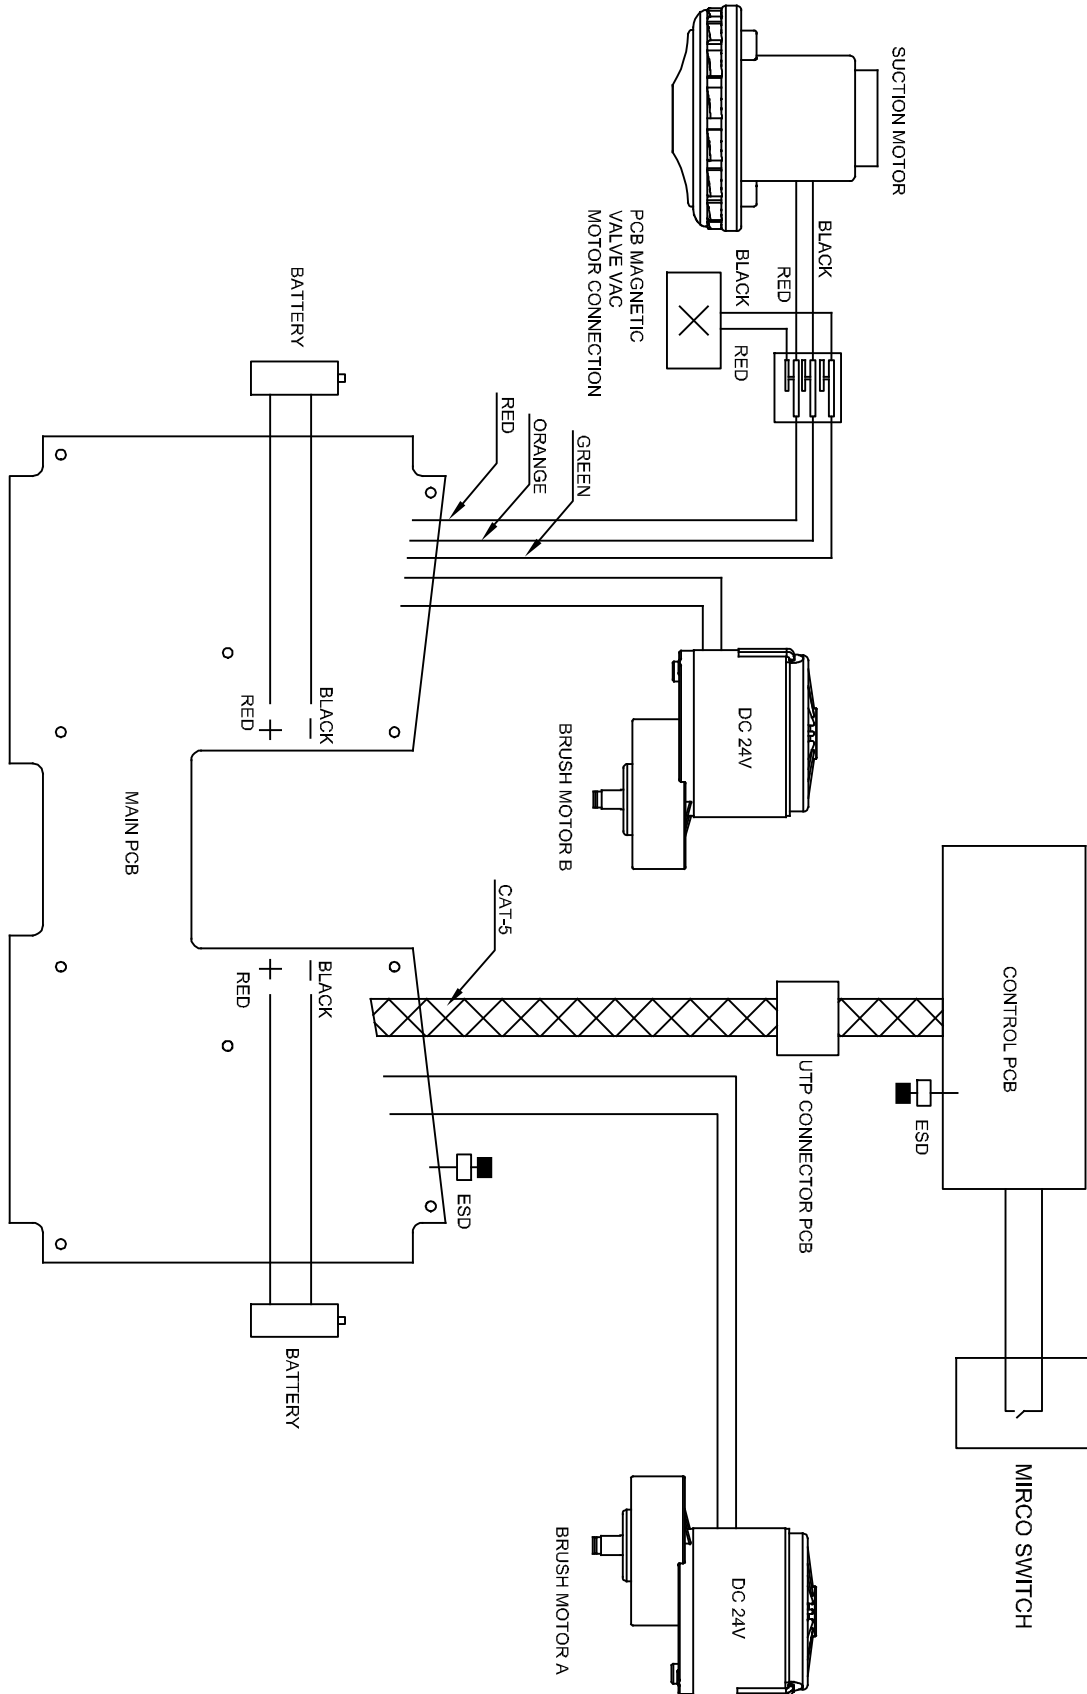 SUCTION MOTOR
BLACK
RED
BLACK
RED
PCB MAGNETIC
VALVE VAC
MOTOR CONNECTION
BATTERY
RED
ORANGE
GREEN
BLACK
RED
DC 24V
BRUSH MOTOR B
MAIN PCB
CAT-5
CONTROL PCB
BLACK
RED
UTP CONNECTOR PCB
ESD
ESD
BATTERY
MIRCO SWITCH
DC 24V
BRUSH MOTOR A